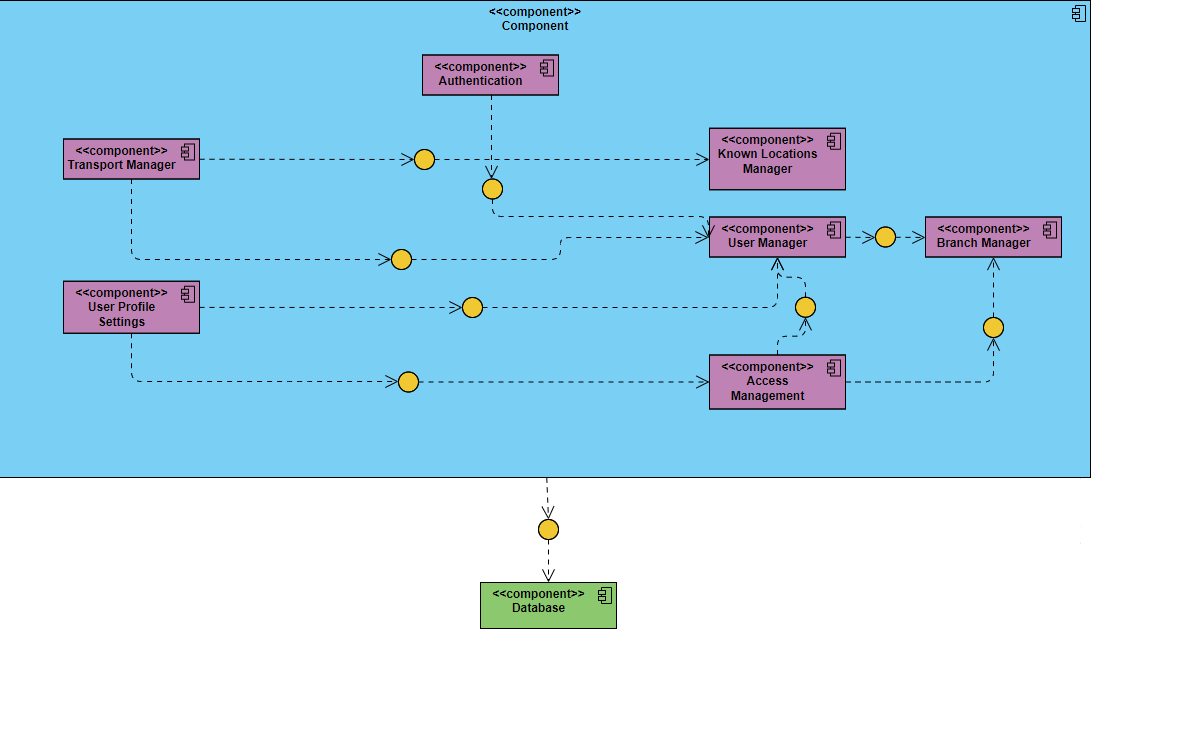 <<component>>
Component
<<component>>
Authentication
<<component>>
Transport Manager
<<component>>
Known Locations
Manager
<<component>>
User Manager
<<component>>
Branch Manager
<<component>>
User Profile
Settings
<<component>>
Access
Management
<<component>>
Database